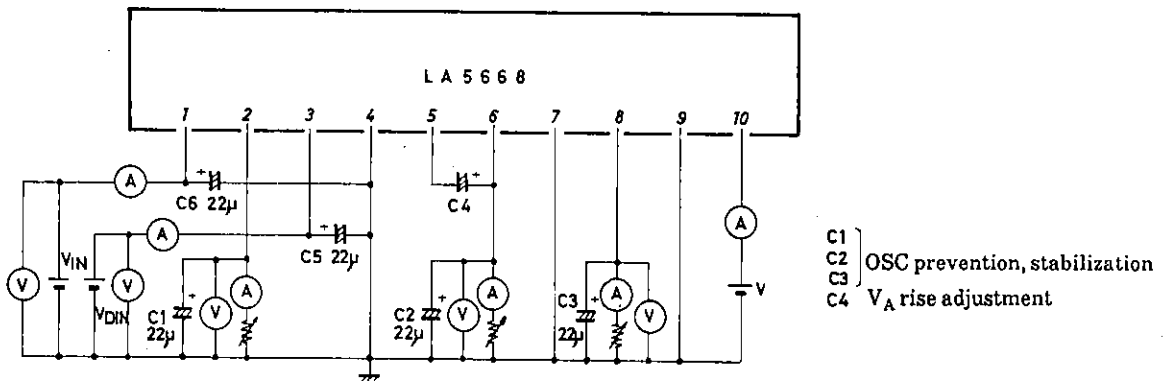 LA5668
1 2 3 4 5 6 7 8 9 10
A
+
C6 22μ
+
C4
A
A
+
C5 22μ
V
VIN
VDIN
V
C1
22μ
+
V
A
C2
22μ
+
V
A
C3
22μ
+
A
V
V
C1
C2 OSC prevention, stabilization
C3
C4 VA rise adjustment